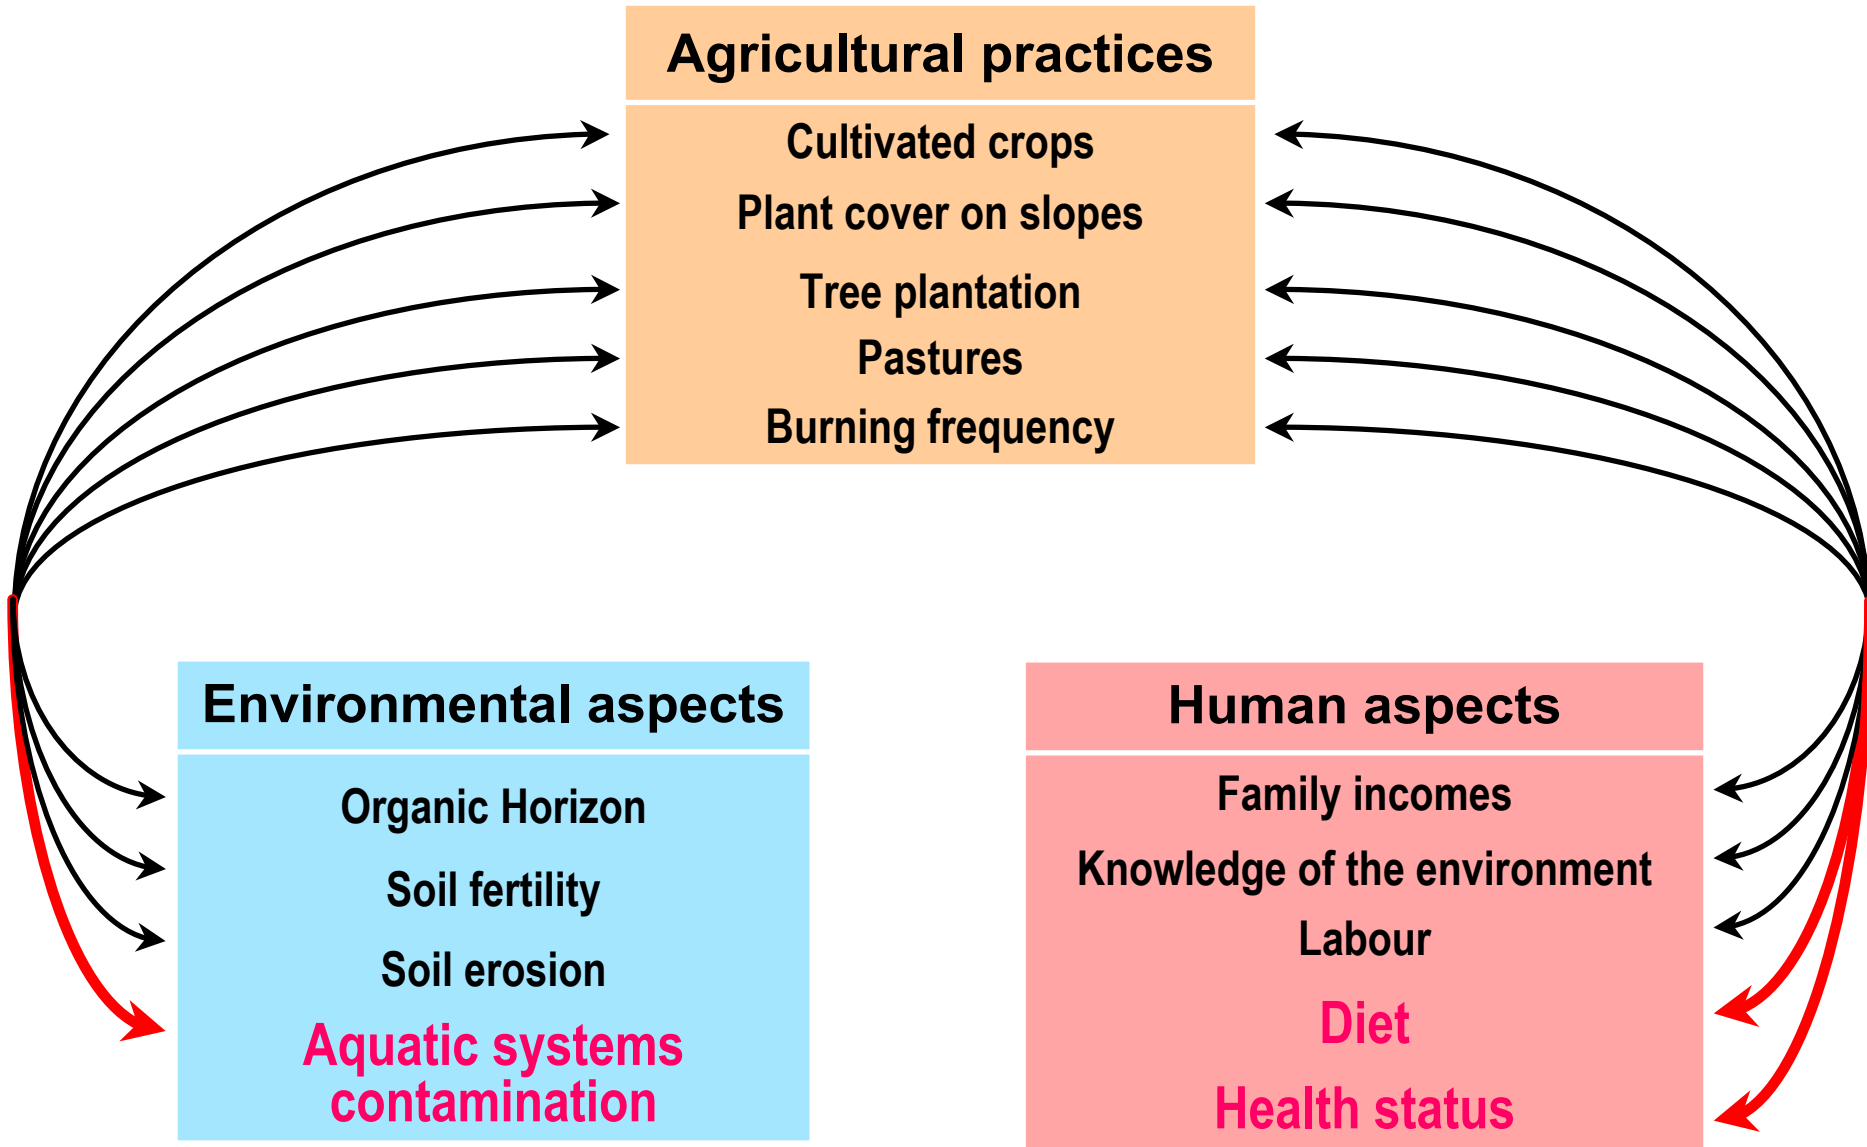 Agricultural practices
Cultivated crops
Plant cover on slopes
Tree plantation
Pastures
Burning frequency
Environmental aspects
Organic Horizon
Soil fertility
Soil erosion
Aquatic systems
contamination
Human aspects
Family incomes
Knowledge of the environment
Labour
Diet
Health status